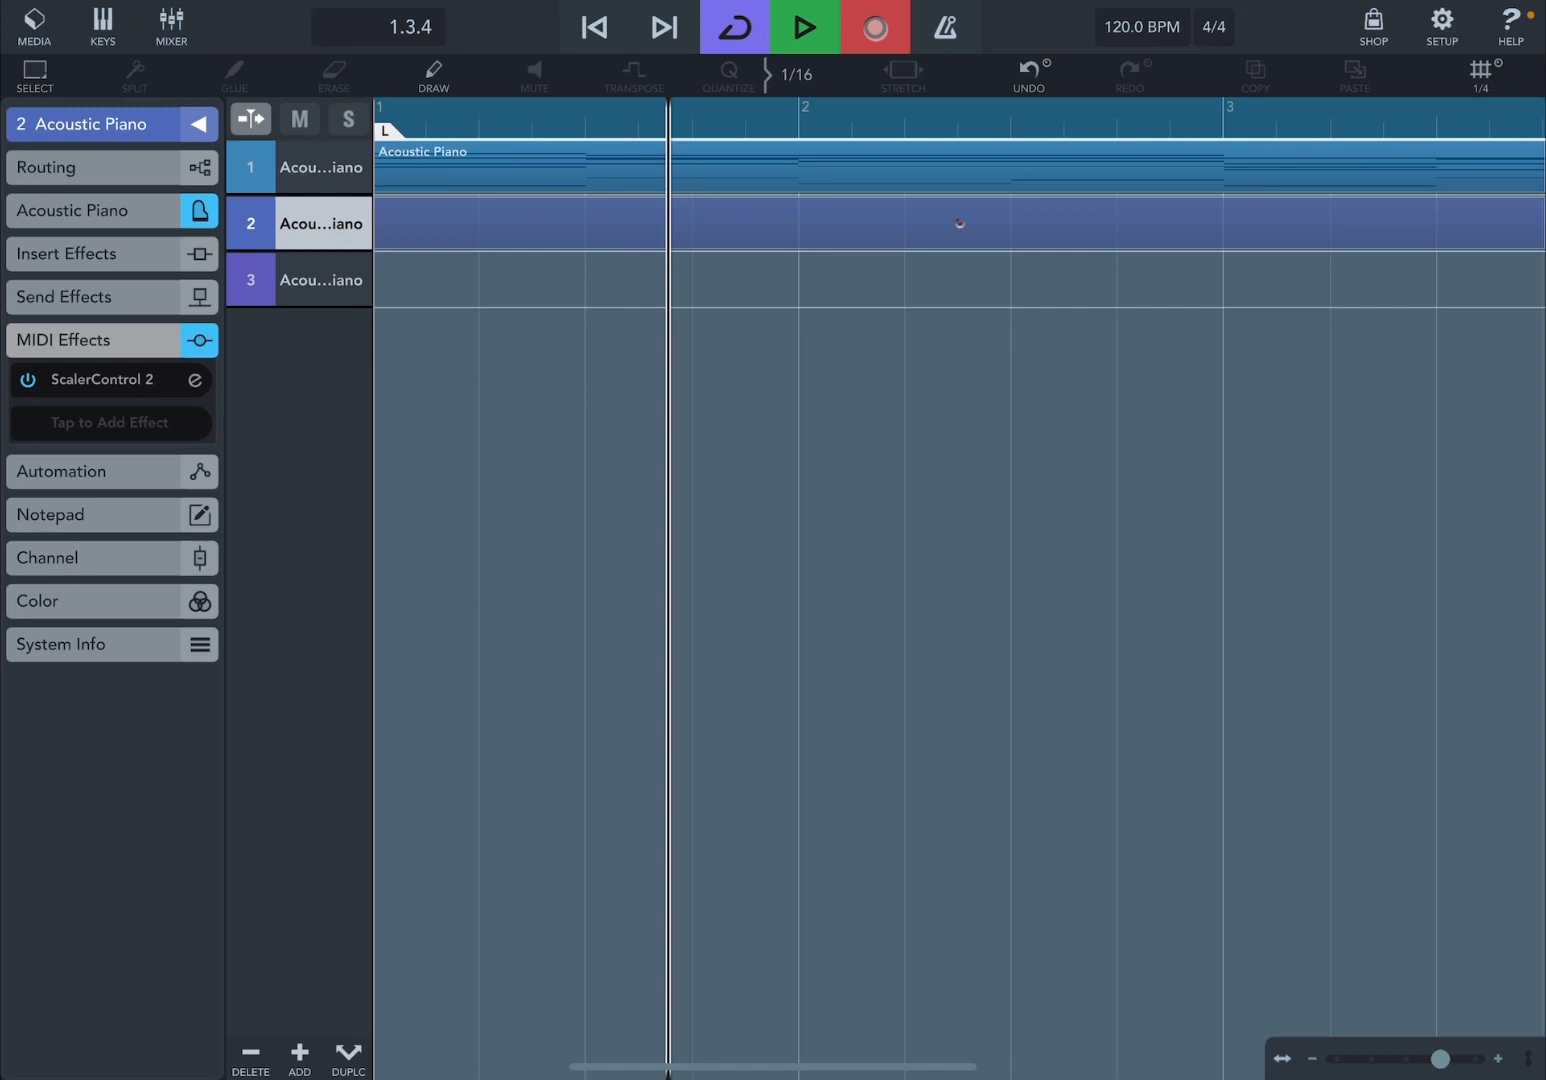 MEDIA
KEYS
MIXER
1.3.4
120.0 BPM
4/4
SHOP
SETUP
?
HELP
SELECT
SPLIT
GLUE
ERASE
DRAW
MUTE
TRANSPOSE
Q
QUANTIZE
1/16
STRETCH
UNDO
REDO
COPY
PASTE
1/4
2 Acoustic Piano
M
S
1
2
3
L
Routing
1
Acou...iano
Acoustic Piano
Acoustic Piano
2
Acou...iano
Insert Effects
3
Acou...iano
Send Effects
MIDI Effects
ScalerControl 2
Tap to Add Effect
Automation
Notepad
Channel
Color
System Info
DELETE
ADD
DUPLC